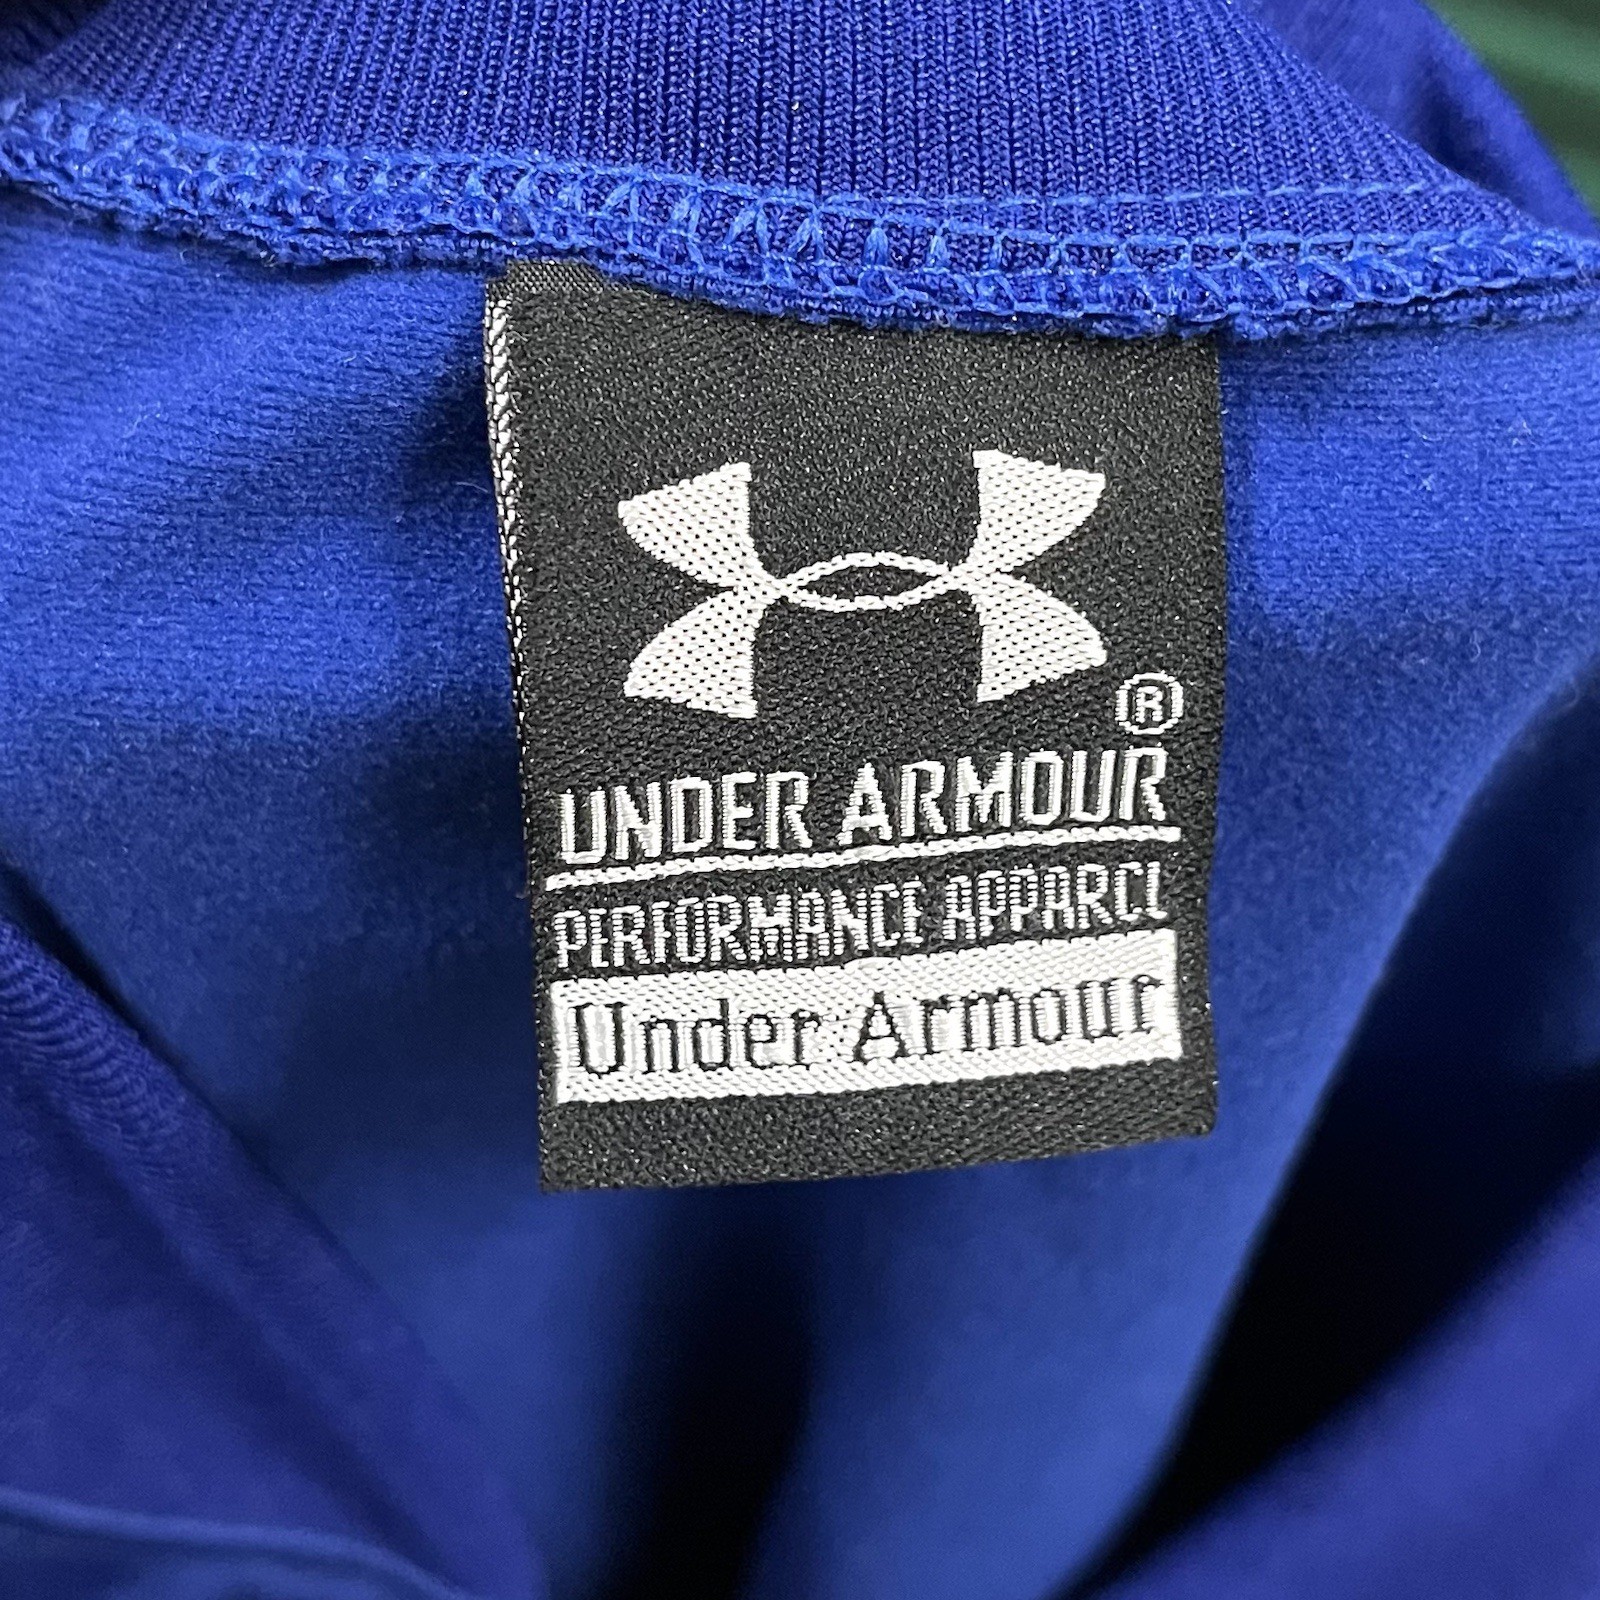 ®
UNDER ARMOUR
PERFORMANCE APPAREL
Under Armour